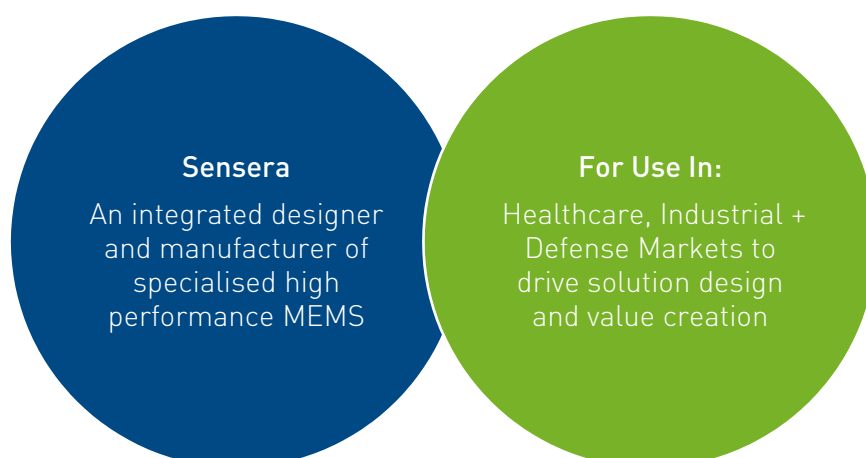 Sensera
An integrated designer
and manufacturer of
specialised high
performance MEMS
For Use In:
Healthcare, Industrial +
Defense Markets to
drive solution design
and value creation